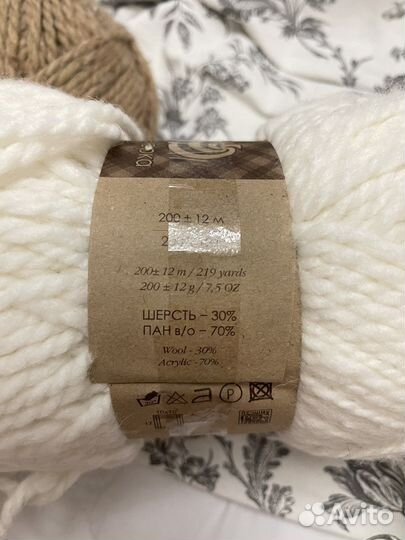 200 ± 12 м
200± 12 m / 219 yards
200 ± 12 g / 7,5 OZ
ШЕРСТЬ – 30%
ПАН в/о – 70%
Wool - 30%
Acrylic -70%
P
10x10
Avito